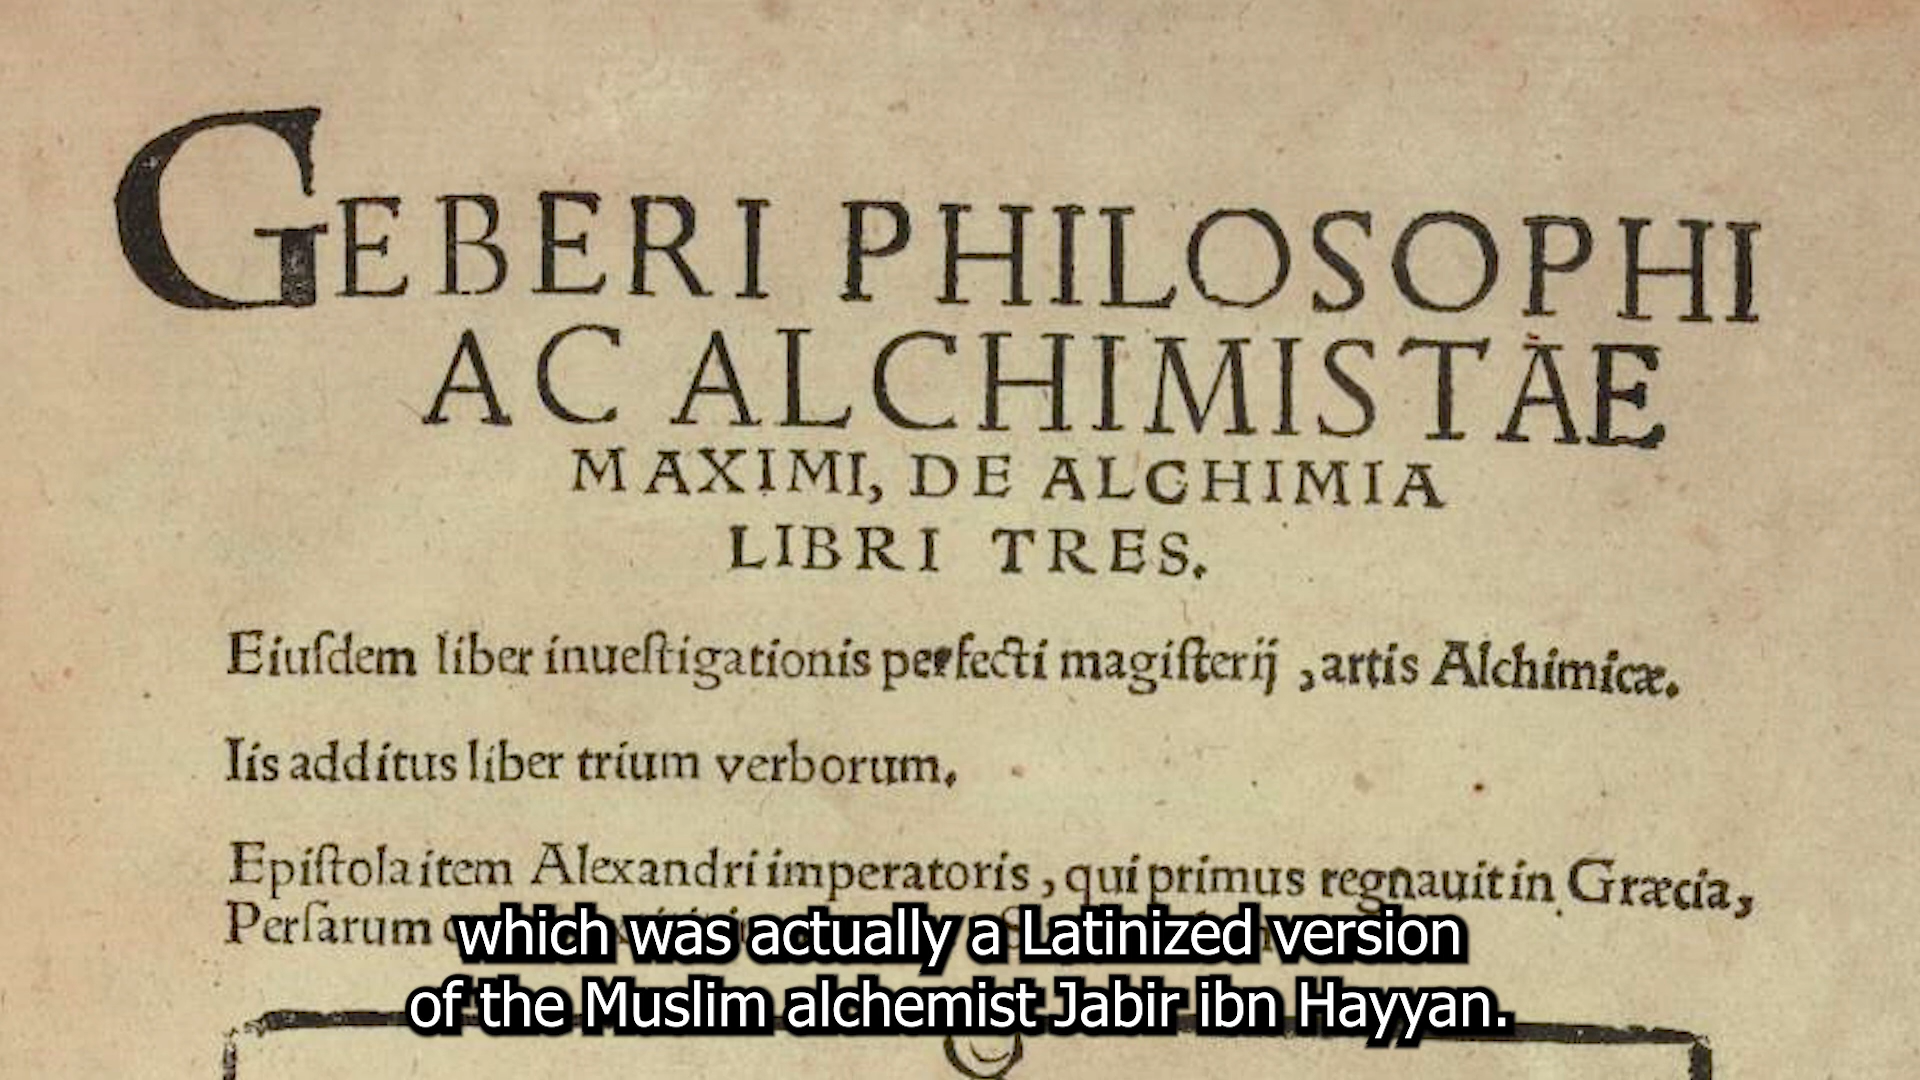 GEBERI PHILOSOPHI
AC ALCHIMISTAE
MAXIMI, DE ALCHIMIA
LIBRI TRES.
Eiuſdem liber inueſtigationis perfecti magiſterij, artis Alchimicæ.
Iis additus liber trium verborum.
Epiſtola item Alexandri imperatoris, qui primus regnauit in Græcia,
Perſarum
which was actually a Latinized version
of the Muslim alchemist Jabir ibn Hayyan.